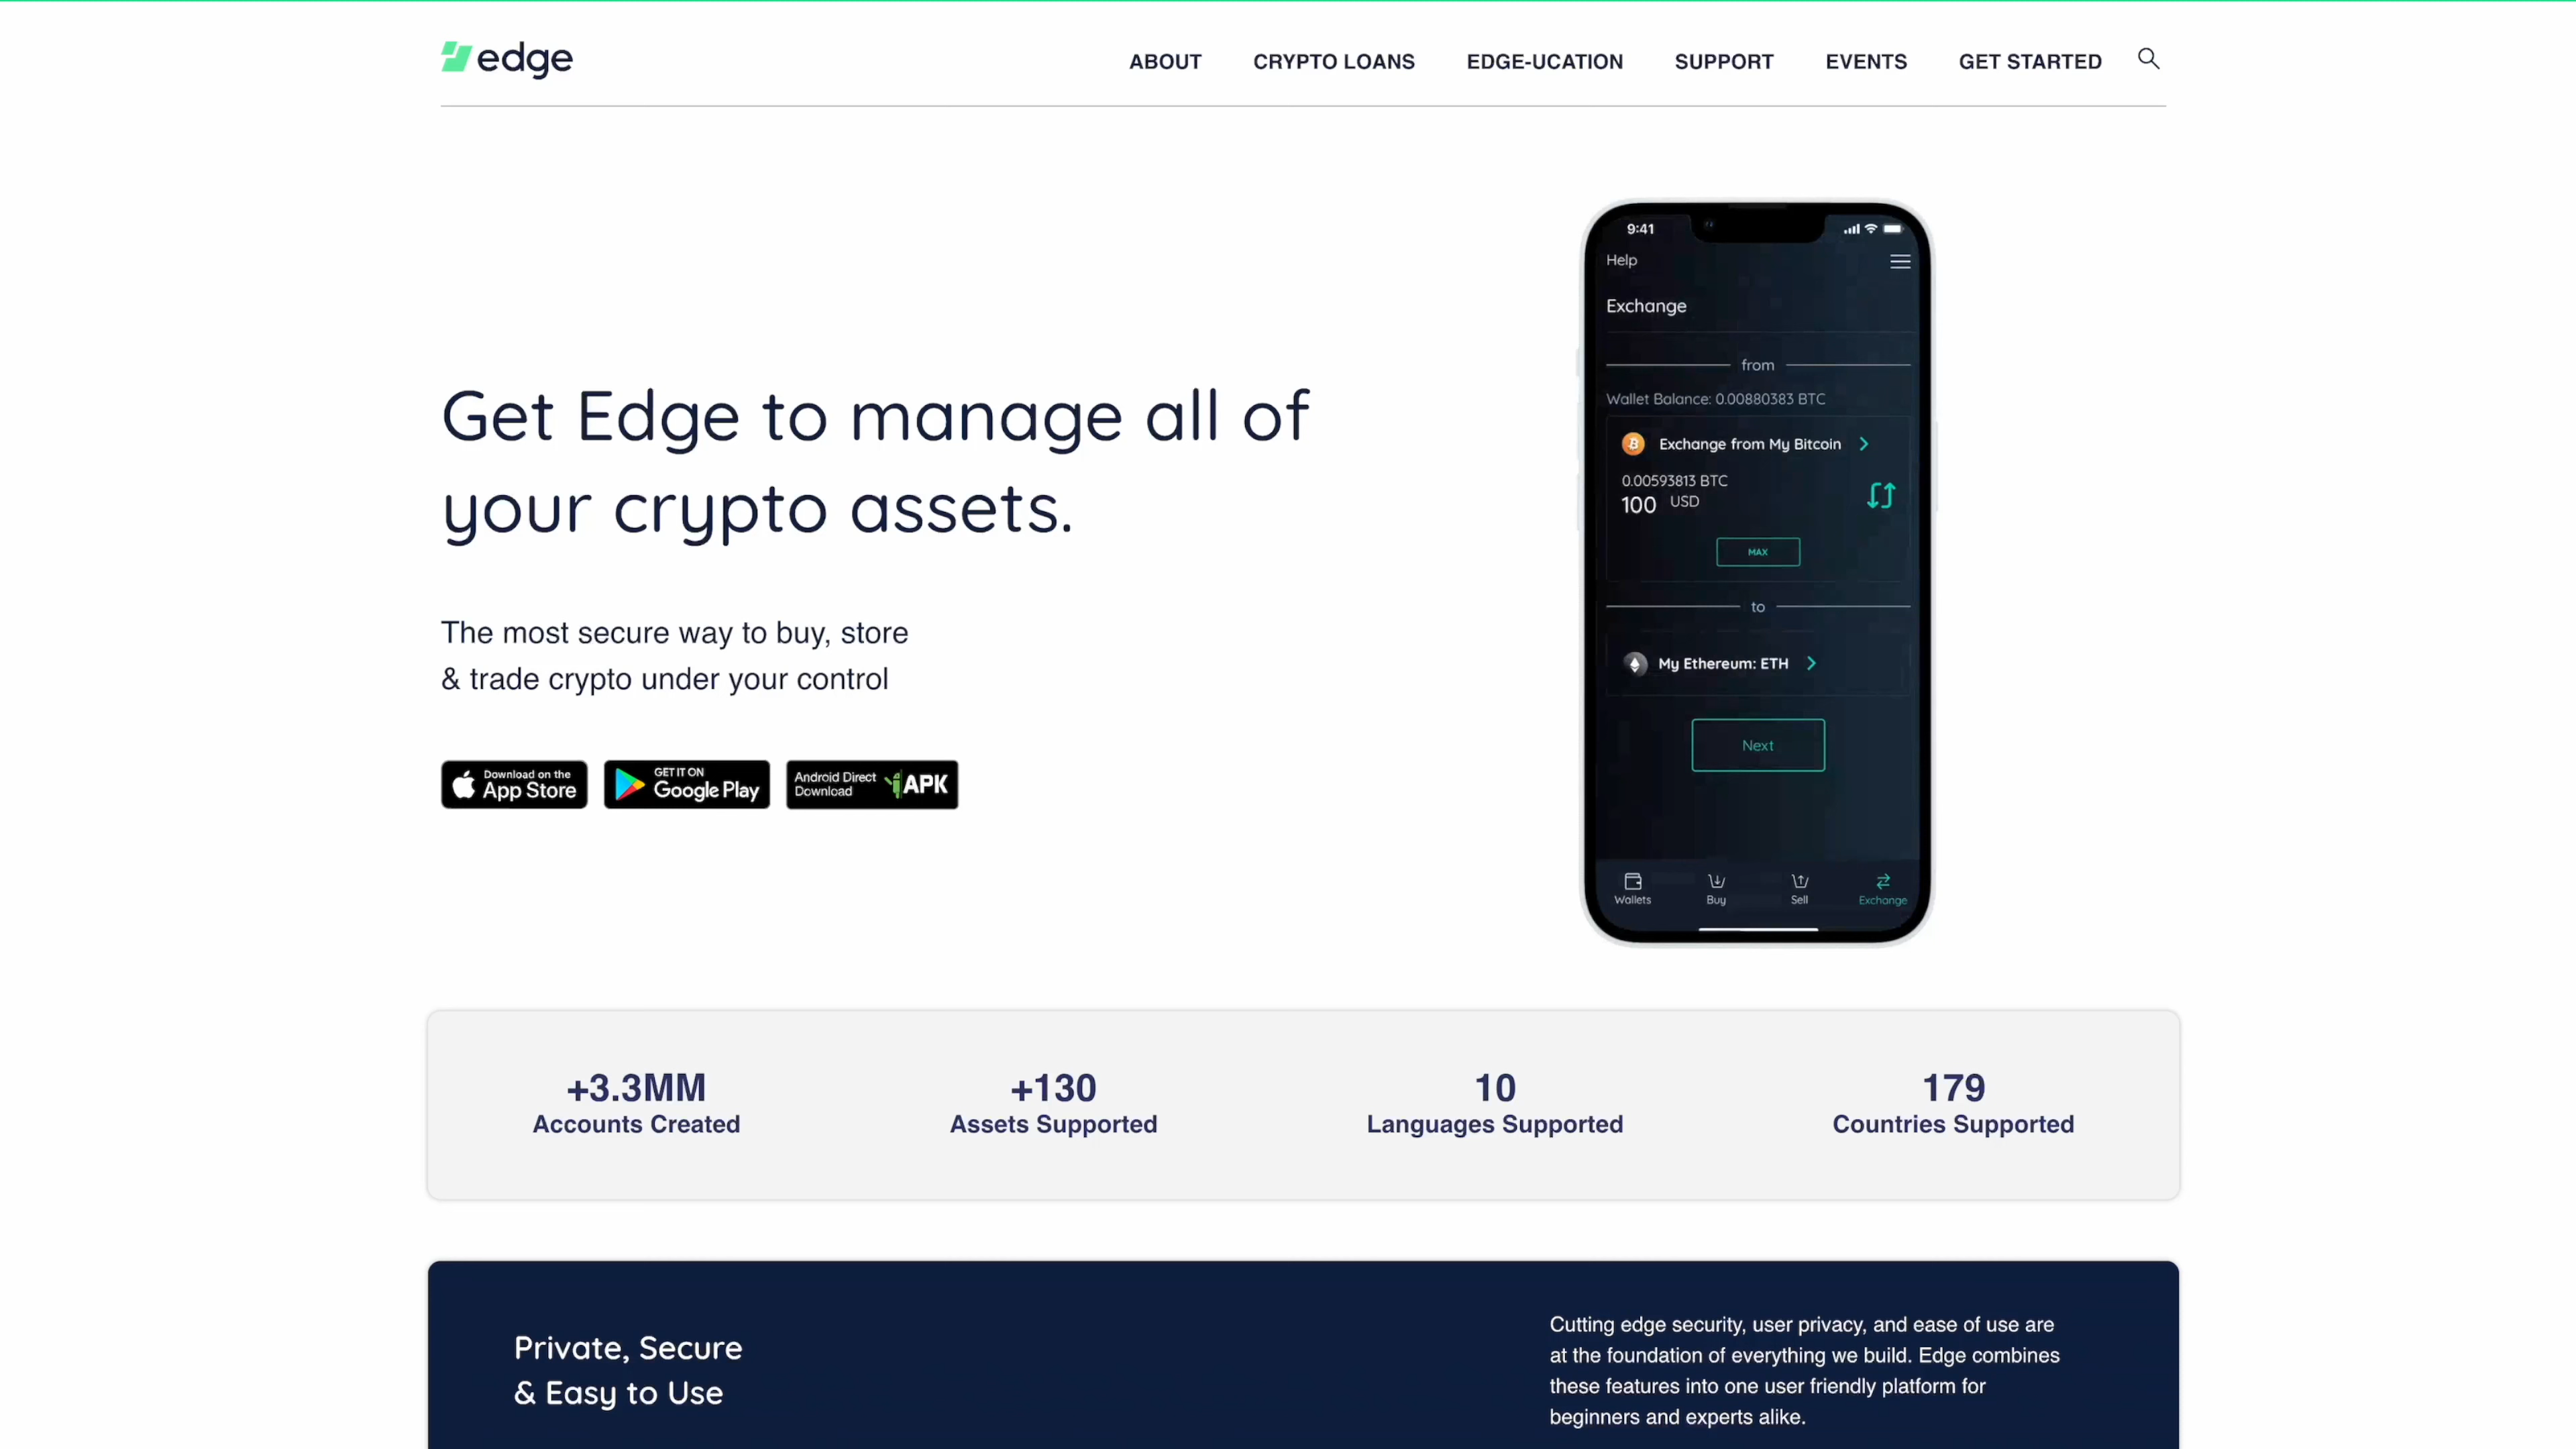 edge
ABOUT CRYPTO LOANS EDGE-UCATION SUPPORT EVENTS GET STARTED
Get Edge to manage all of
your crypto assets.
The most secure way to buy, store
& trade crypto under your control
Download on the
App Store
GET IT ON
Google Play
Android Direct
Download
APK
9:41
Help
Exchange
from
Wallet Balance: 0.00880383 BTC
Exchange from My Bitcoin
0.00593813 BTC
100 USD
MAX
to
My Ethereum: ETH
Next
Wallets Buy Sell Exchange
+3.3MM
Accounts Created
+130
Assets Supported
10
Languages Supported
179
Countries Supported
Private, Secure
& Easy to Use
Cutting edge security, user privacy, and ease of use are
at the foundation of everything we build. Edge combines
these features into one user friendly platform for
beginners and experts alike.